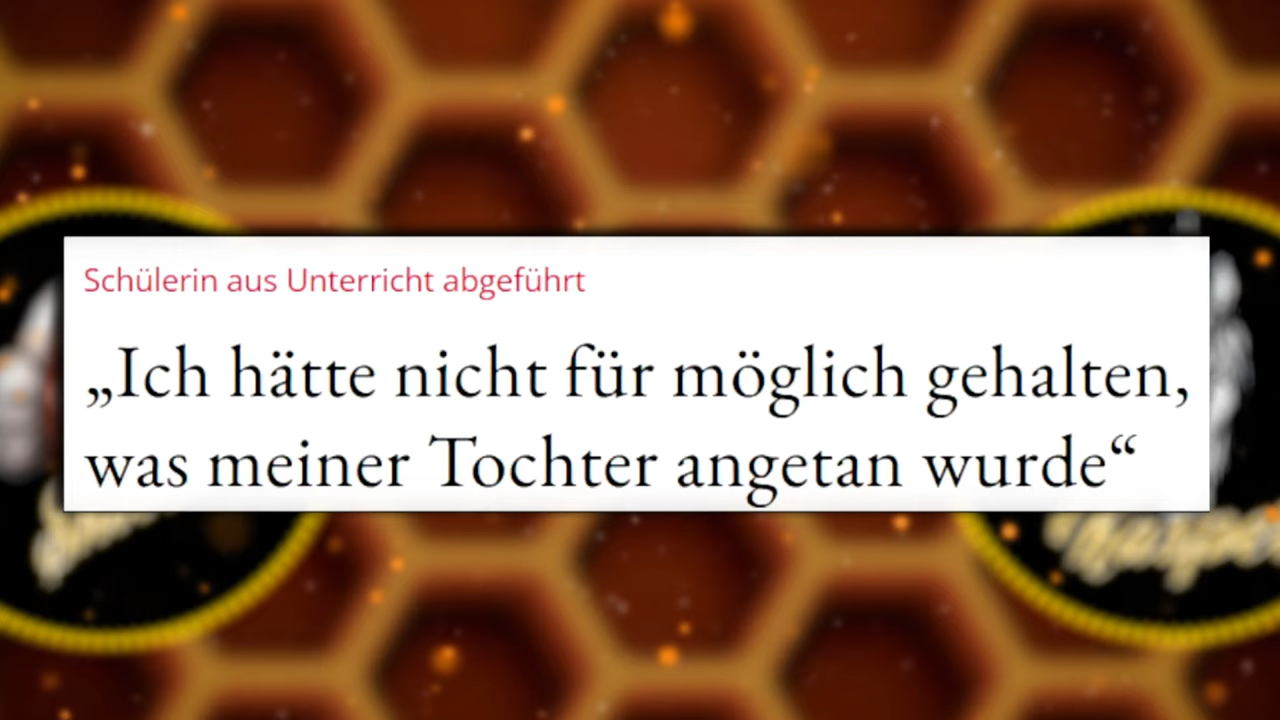 Schülerin aus Unterricht abgeführt
„Ich hätte nicht für möglich gehalten,
was meiner Tochter angetan wurde“